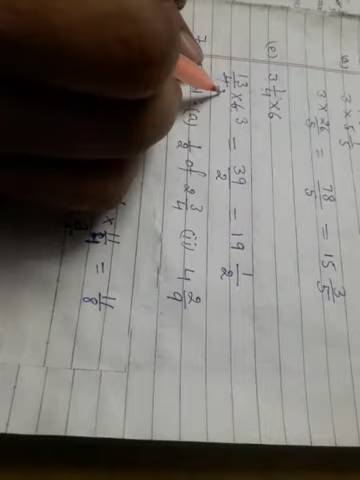 (d) 3 × 5 1/5
3 × 26/5 = 78/5 = 15 3/5
(e) 3 1/4 × 6
13/4 × 6 3 = 39/2 = 19 1/2
7. (a) 1/2 of 2 3/4 (ii) 4 2/9
× 11/4 = 11/8